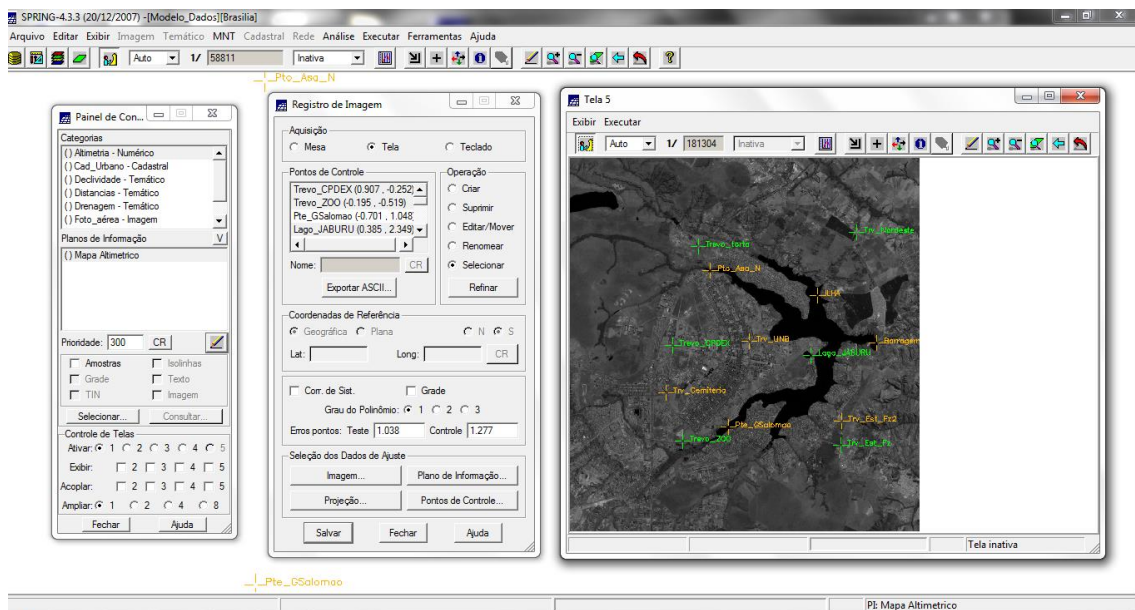 SPRING-4.3.3 (20/12/2007) -[Modelo_Dados][Brasilia]
Arquivo Editar Exibir Imagem Temático MNT Cadastral Rede Análise Executar Ferramentas Ajuda
Auto 1/ 58811 Inativa
Pto_Asa_N
Painel de Con...
Categorias
() Altimetria - Numérico
() Cad_Urbano - Cadastral
() Declividade - Temático
() Distancias - Temático
() Drenagem - Temático
() Foto_aérea - Imagem
Planos de Informação V
() Mapa Altimetrico
Prioridade: 300 CR
Amostras Isolinhas
Grade Texto
TIN Imagem
Selecionar... Consultar...
Controle de Telas
Ativar: 1 2 3 4 5
Exibir: 2 3 4 5
Acoplar: 2 3 4 5
Ampliar: 1 2 4 8
Fechar Ajuda
Registro de Imagem
Aquisição
Mesa Tela Teclado
Pontos de Controle
Trevo_CPDEX (0.907 , -0.252)
Trevo_ZOO (-0.195 , -0.519)
Pte_GSalomao (-0.701 , 1.048)
Lago_JABURU (0.385 , 2.349)
Nome: CR
Exportar ASCII...
Operação
Criar
Suprimir
Editar/Mover
Renomear
Selecionar
Refinar
Coordenadas de Referência
Geográfica Plana N S
Lat: Long: CR
Corr. de Sist. Grade
Grau do Polinômio: 1 2 3
Erros pontos: Teste 1.038 Controle 1.277
Seleção dos Dados de Ajuste
Imagem... Plano de Informação...
Projeção... Pontos de Controle...
Salvar Fechar Ajuda
Tela 5
Exibir Executar
Auto 1/ 181304 Inativa
Trv_Nordeste
Trevo_Torto
Pto_Asa_N
ILHA
Trevo_CPDEX
Trv_UNB
Barragem
Lago_JABURU
Trv_Cemiterio
Pte_GSalomao
Trv_Est_Pr2
Trevo_ZOO
Trv_Est_Pr
Tela inativa
Pte_GSalomao
PI: Mapa Altimetrico